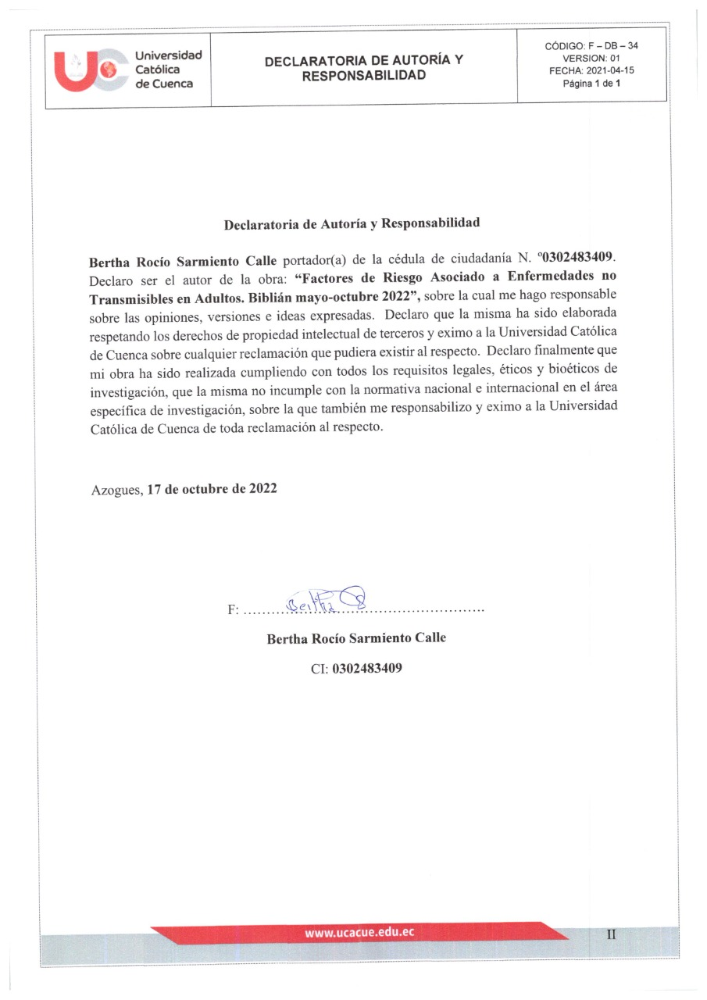 Universidad
Católica
de Cuenca
DECLARATORIA DE AUTORÍA Y
RESPONSABILIDAD
CÓDIGO: F – DB – 34
VERSION: 01
FECHA: 2021-04-15
Página 1 de 1
Declaratoria de Autoría y Responsabilidad
Bertha Rocío Sarmiento Calle portador(a) de la cédula de ciudadanía N. º0302483409.
Declaro ser el autor de la obra: “Factores de Riesgo Asociado a Enfermedades no
Transmisibles en Adultos. Biblián mayo-octubre 2022”, sobre la cual me hago responsable
sobre las opiniones, versiones e ideas expresadas. Declaro que la misma ha sido elaborada
respetando los derechos de propiedad intelectual de terceros y eximo a la Universidad Católica
de Cuenca sobre cualquier reclamación que pudiera existir al respecto. Declaro finalmente que
mi obra ha sido realizada cumpliendo con todos los requisitos legales, éticos y bioéticos de
investigación, que la misma no incumple con la normativa nacional e internacional en el área
específica de investigación, sobre la que también me responsabilizo y eximo a la Universidad
Católica de Cuenca de toda reclamación al respecto.
Azogues, 17 de octubre de 2022
F: ........Bertha S........................
Bertha Rocío Sarmiento Calle
CI: 0302483409
www.ucacue.edu.ec
II